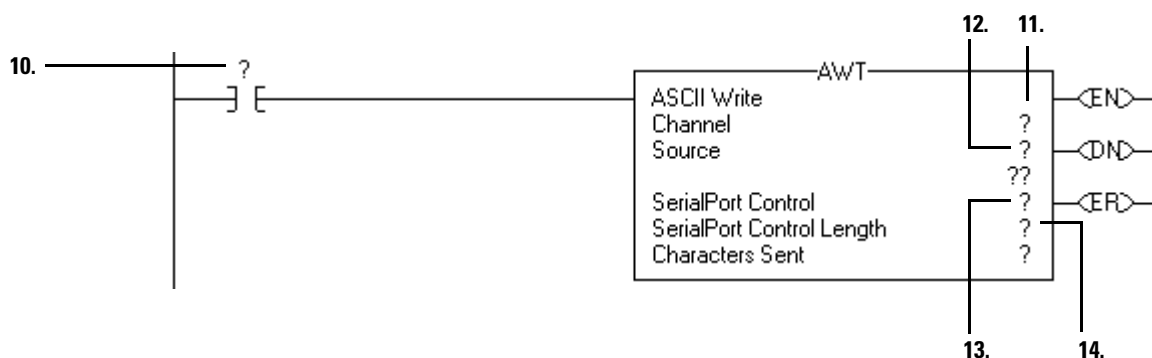 12. 11.
10. ?
AWT
ASCII Write EN
Channel ?
Source ? DN
??
SerialPort Control ? ER
SerialPort Control Length ?
Characters Sent ?
13. 14.